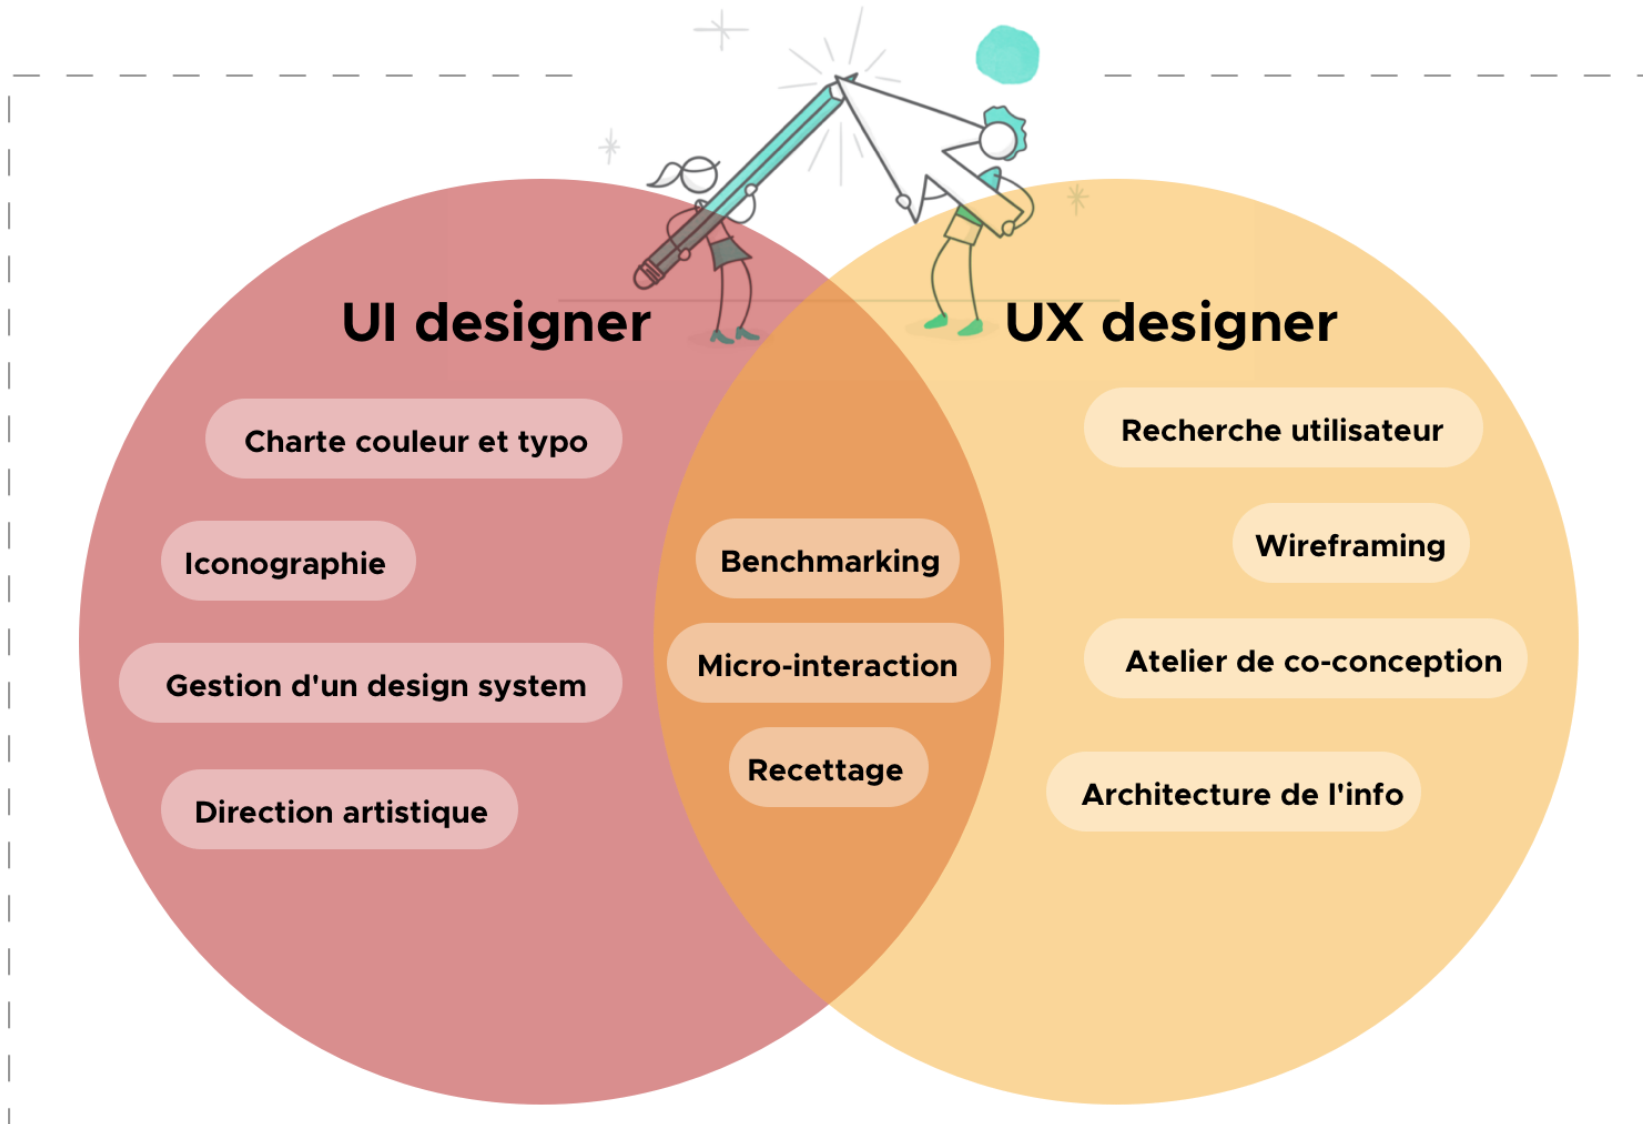 UI designer
Charte couleur et typo
Iconographie
Gestion d'un design system
Direction artistique
Benchmarking
Micro-interaction
Recettage
UX designer
Recherche utilisateur
Wireframing
Atelier de co-conception
Architecture de l'info